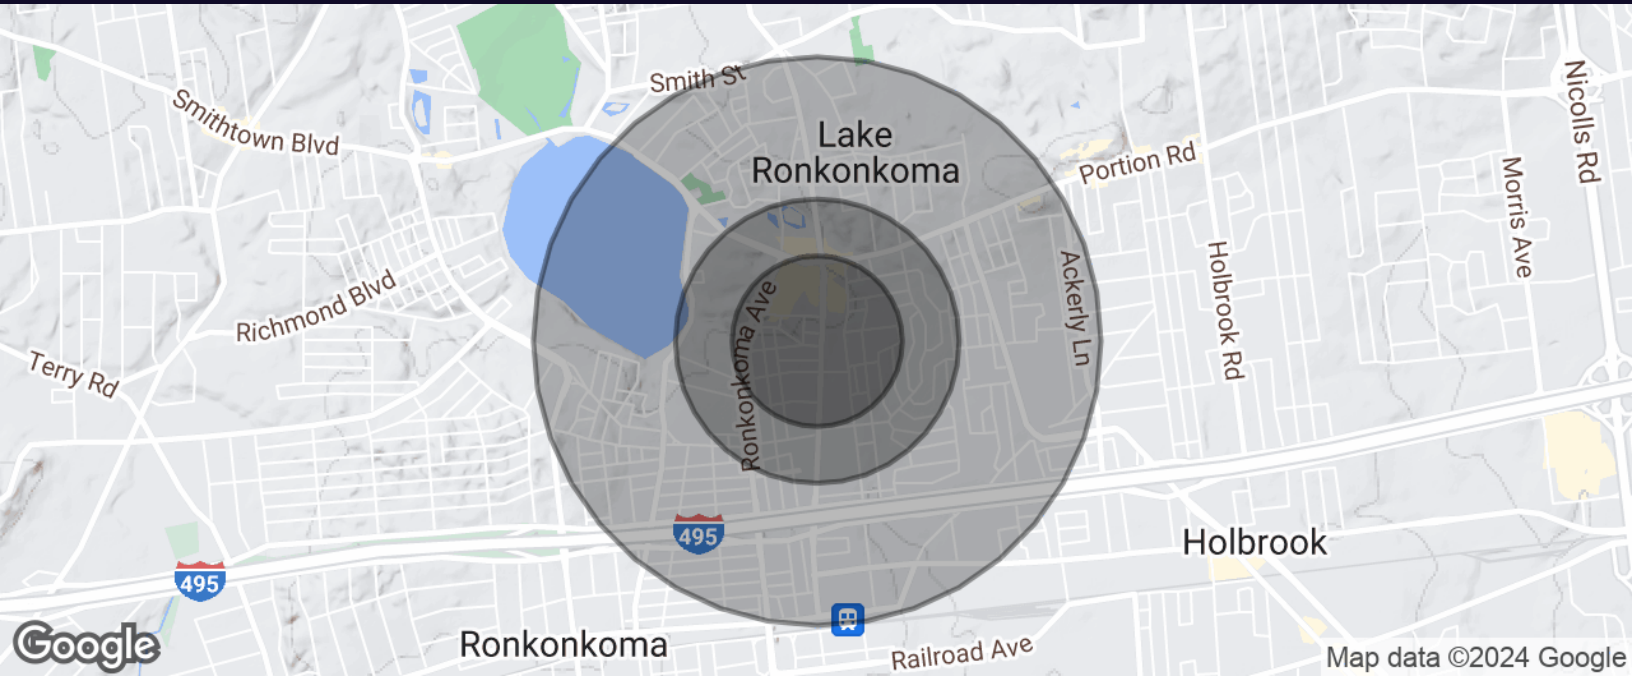 Smith St
Nicolls Rd
Smithtown Blvd
Lake
Ronkonkoma
Portion Rd
Morris Ave
Richmond Blvd
Holbrook Rd
Ackerly Ln
Ronkonkoma Ave
Terry Rd
495
Holbrook
495
Ronkonkoma
Railroad Ave
Google
Map data ©2024 Google